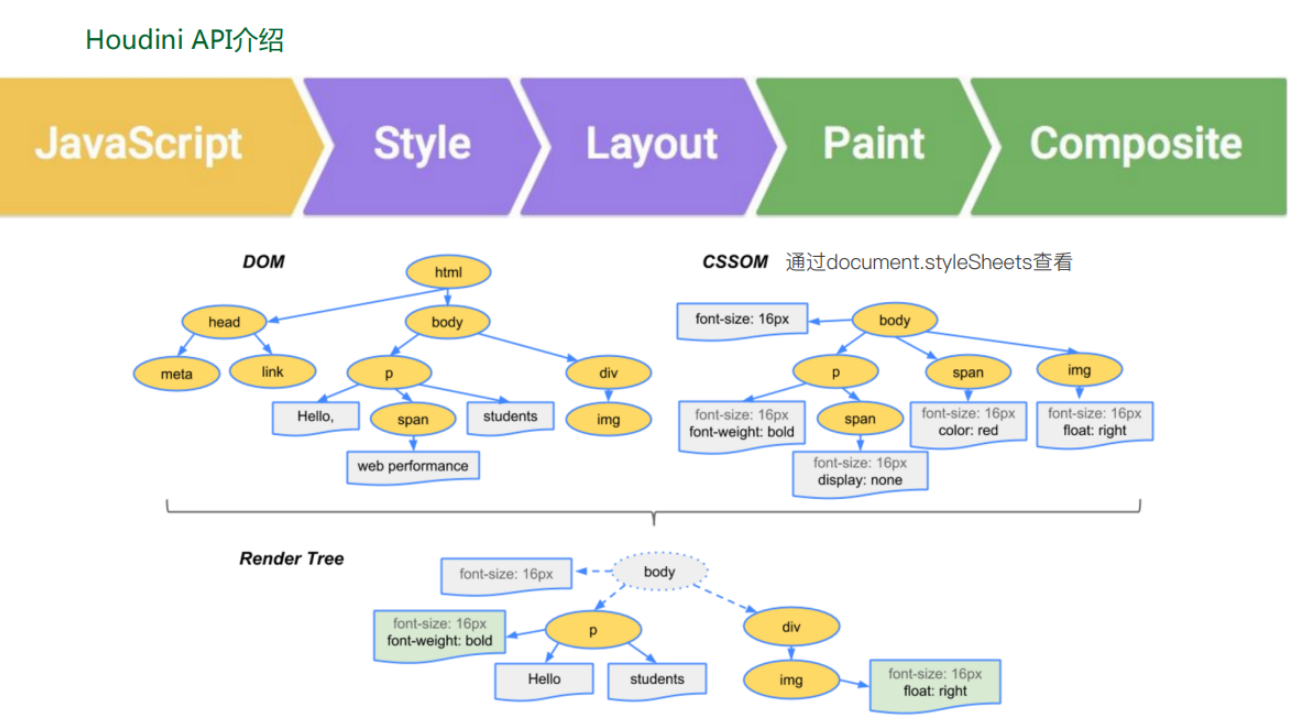 Houdini API介绍
JavaScript
Style
Layout
Paint
Composite
DOM
html
head
body
meta
link
p
div
Hello,
span
students
img
web performance
CSSOM 通过document.styleSheets查看
font-size: 16px
body
p
span
img
font-size: 16px
font-weight: bold
span
font-size: 16px
color: red
font-size: 16px
float: right
font-size: 16px
display: none
Render Tree
font-size: 16px
body
font-size: 16px
font-weight: bold
p
div
Hello
students
img
font-size: 16px
float: right